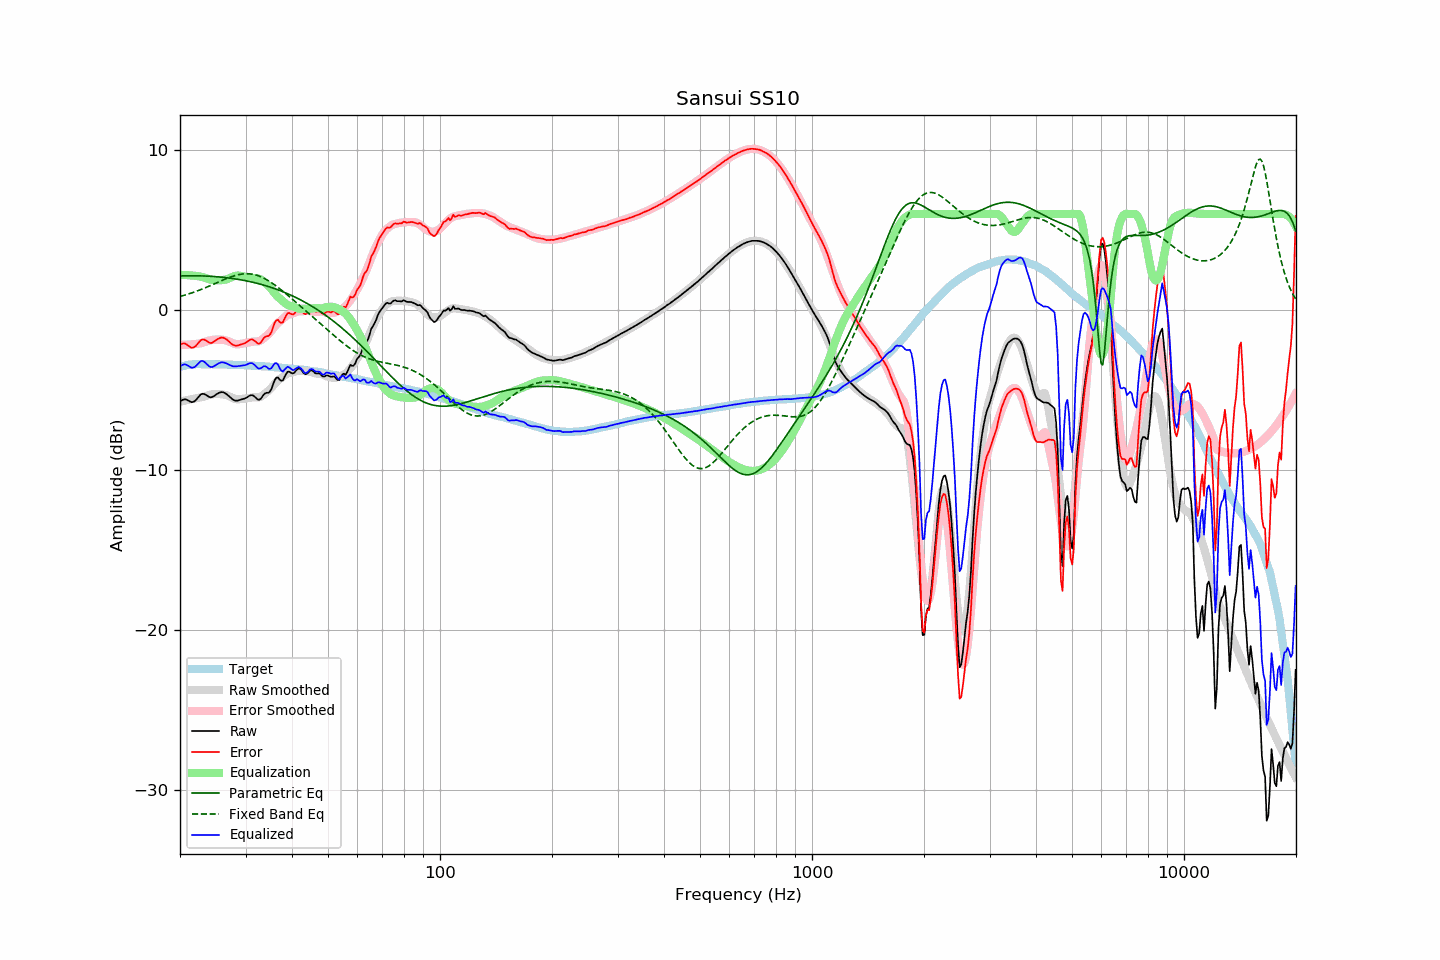 Sansui SS10
Amplitude (dBr)
10
0
−10
−20
−30
Target
Raw Smoothed
Error Smoothed
Raw
Error
Equalization
Parametric Eq
Fixed Band Eq
Equalized
100
1000
10000
Frequency (Hz)